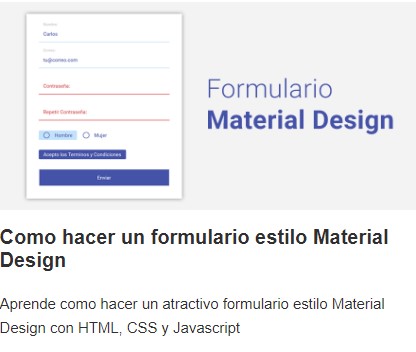 Nombre:
Carlos
Correo:
tu@correo.com
Contraseña:
Repetir Contraseña:
Hombre
Mujer
Acepto los Terminos y Condiciones
Enviar
Formulario
Material Design
Como hacer un formulario estilo Material
Design
Aprende como hacer un atractivo formulario estilo Material
Design con HTML, CSS y Javascript